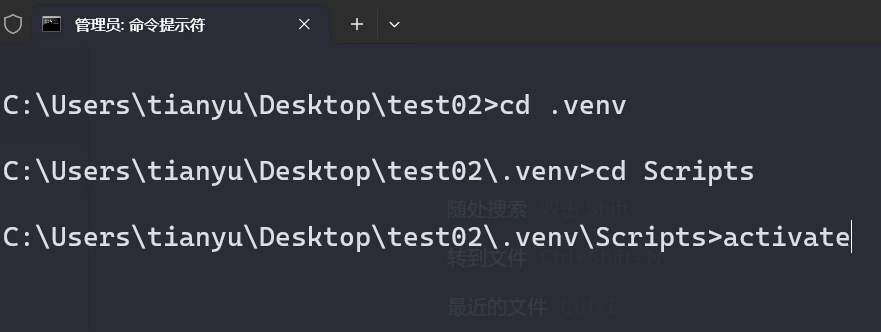 管理员: 命令提示符
C:\Users\tianyu\Desktop\test02>cd .venv
C:\Users\tianyu\Desktop\test02\.venv>cd Scripts
随处搜索 双击 Shift
C:\Users\tianyu\Desktop\test02\.venv\Scripts>activate
转到文件 Ctrl+Shift+N
最近的文件 Ctrl+E